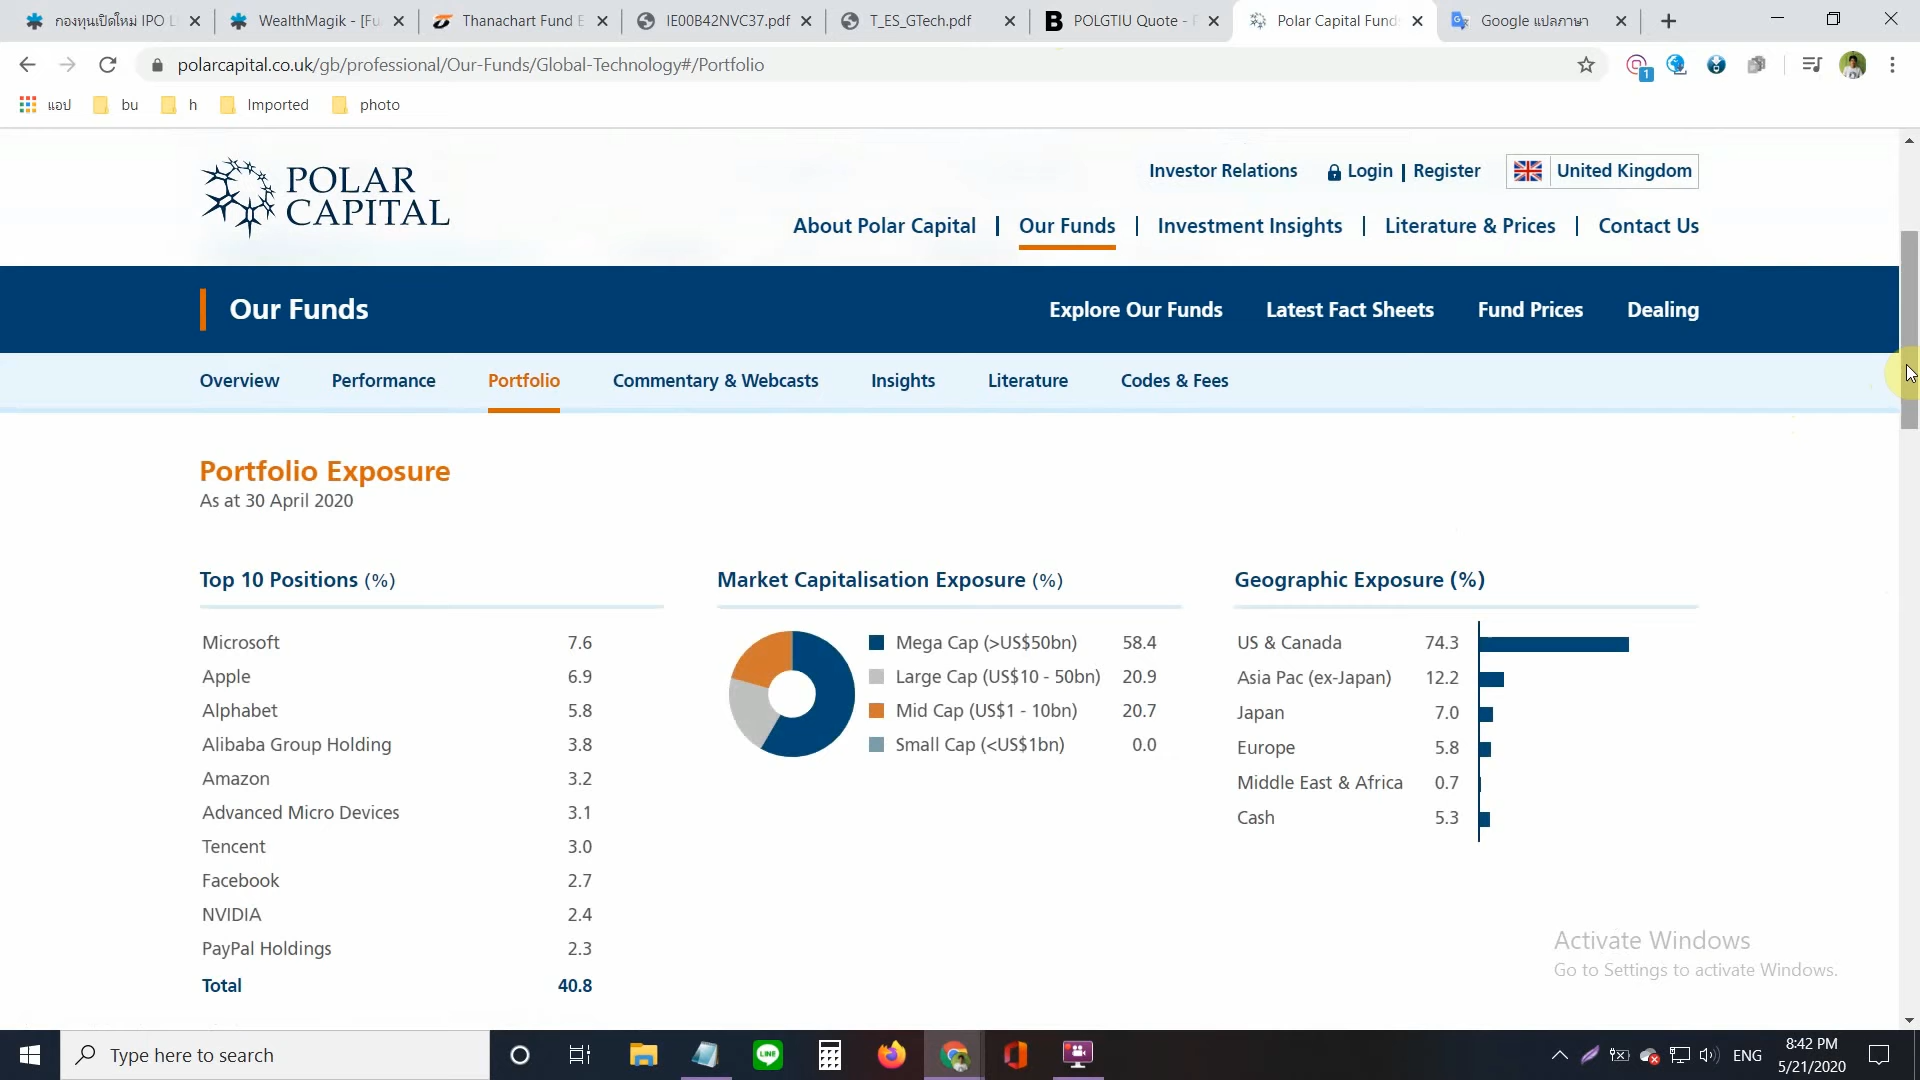 กองทุนเปิดใหม่ IPO
WealthMagik - [Fu
Thanachart Fund E
IE00B42NVC37.pdf
T_ES_GTech.pdf
POLGTIU Quote -
Polar Capital Fund
Google แปลภาษา
polarcapital.co.uk/gb/professional/Our-Funds/Global-Technology#/Portfolio
1
แอป
bu
h
Imported
photo
POLAR
CAPITAL
Investor Relations
Login | Register
United Kingdom
About Polar Capital | Our Funds | Investment Insights | Literature & Prices | Contact Us
Our Funds
Explore Our Funds
Latest Fact Sheets
Fund Prices
Dealing
Overview
Performance
Portfolio
Commentary & Webcasts
Insights
Literature
Codes & Fees
Portfolio Exposure
As at 30 April 2020
Top 10 Positions (%)
Microsoft 7.6
Apple 6.9
Alphabet 5.8
Alibaba Group Holding 3.8
Amazon 3.2
Advanced Micro Devices 3.1
Tencent 3.0
Facebook 2.7
NVIDIA 2.4
PayPal Holdings 2.3
Total 40.8
Market Capitalisation Exposure (%)
Mega Cap (>US$50bn) 58.4
Large Cap (US$10 - 50bn) 20.9
Mid Cap (US$1 - 10bn) 20.7
Small Cap (<US$1bn) 0.0
Geographic Exposure (%)
US & Canada 74.3
Asia Pac (ex-Japan) 12.2
Japan 7.0
Europe 5.8
Middle East & Africa 0.7
Cash 5.3
Activate Windows
Go to Settings to activate Windows.
Type here to search
LINE
ENG
8:42 PM
5/21/2020